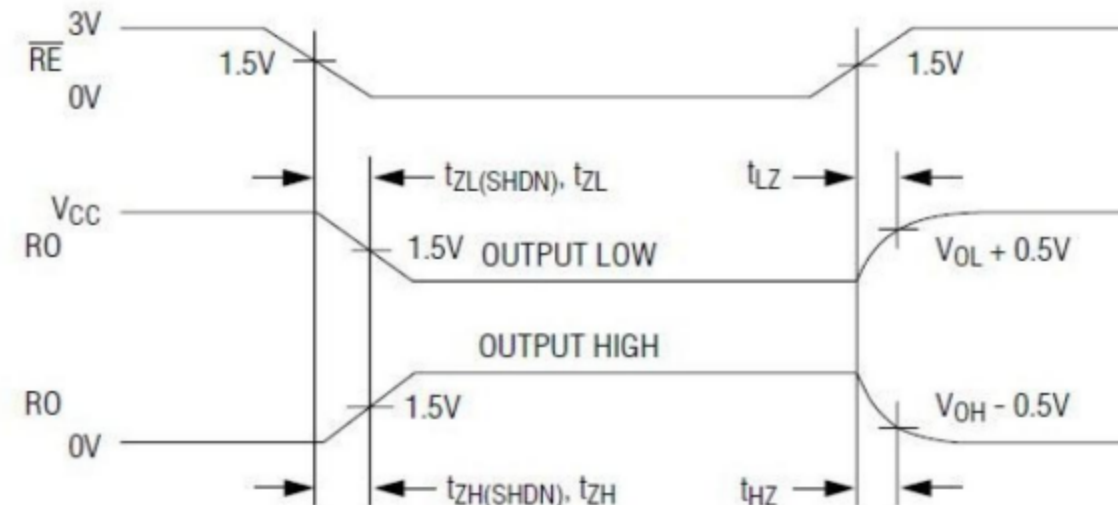 3V
RE
1.5V
1.5V
0V
tZL(SHDN), tZL
tLZ
VCC
RO
1.5V
OUTPUT LOW
VOL + 0.5V
OUTPUT HIGH
RO
1.5V
VOH - 0.5V
0V
tZH(SHDN), tZH
tHZ